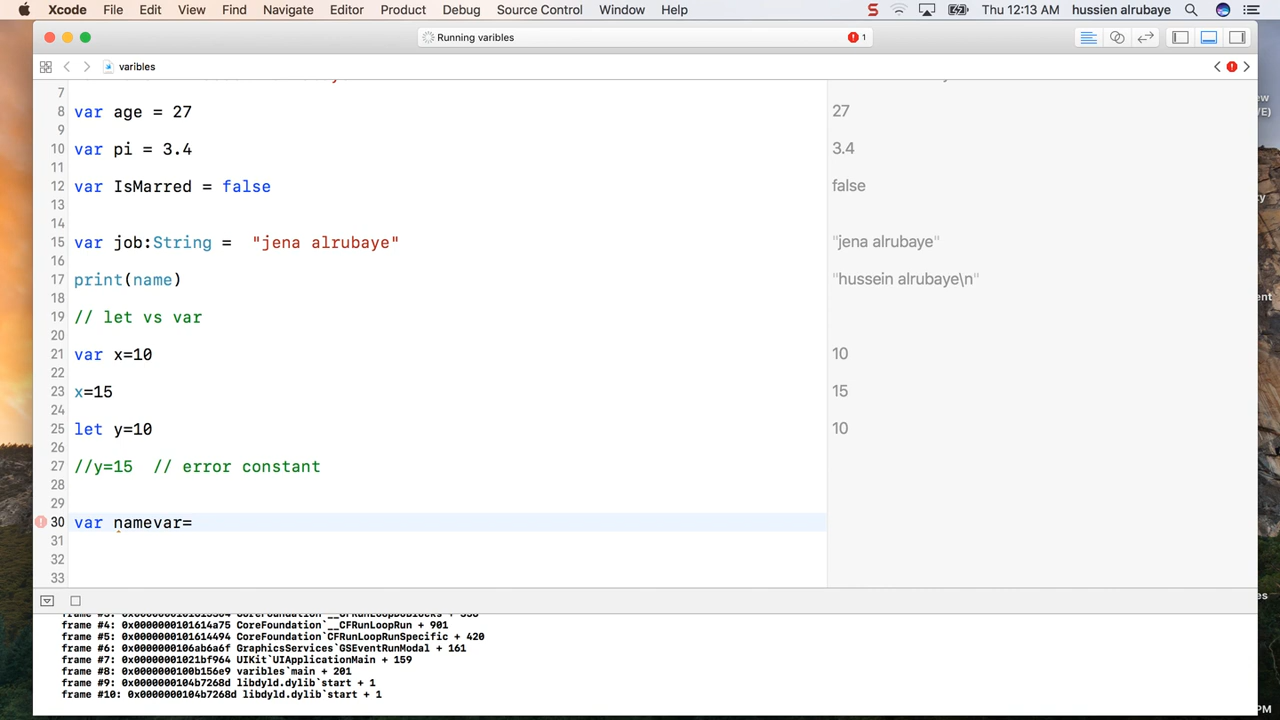 Xcode File Edit View Find Navigate Editor Product Debug Source Control Window Help Thu 12:13 AM hussien alrubaye
Running varibles 1
varibles
7
8 var age = 27 27
9
10 var pi = 3.4 3.4
11
12 var IsMarred = false false
13
14
15 var job:String = "jena alrubaye" "jena alrubaye"
16
17 print(name) "hussein alrubaye\n"
18
19 // let vs var
20
21 var x=10 10
22
23 x=15 15
24
25 let y=10 10
26
27 //y=15 // error constant
28
29
30 var namevar=
31
32
33
frame #4: 0x0000000101614a75 CoreFoundation`__CFRunLoopRun + 901
frame #5: 0x0000000101614494 CoreFoundation`CFRunLoopRunSpecific + 420
frame #6: 0x0000000106ab6a6f GraphicsServices`GSEventRunModal + 161
frame #7: 0x00000001021bf964 UIKit`UIApplicationMain + 159
frame #8: 0x0000000100b156e9 varibles`main + 201
frame #9: 0x0000000104b7268d libdyld.dylib`start + 1
frame #10: 0x0000000104b7268d libdyld.dylib`start + 1